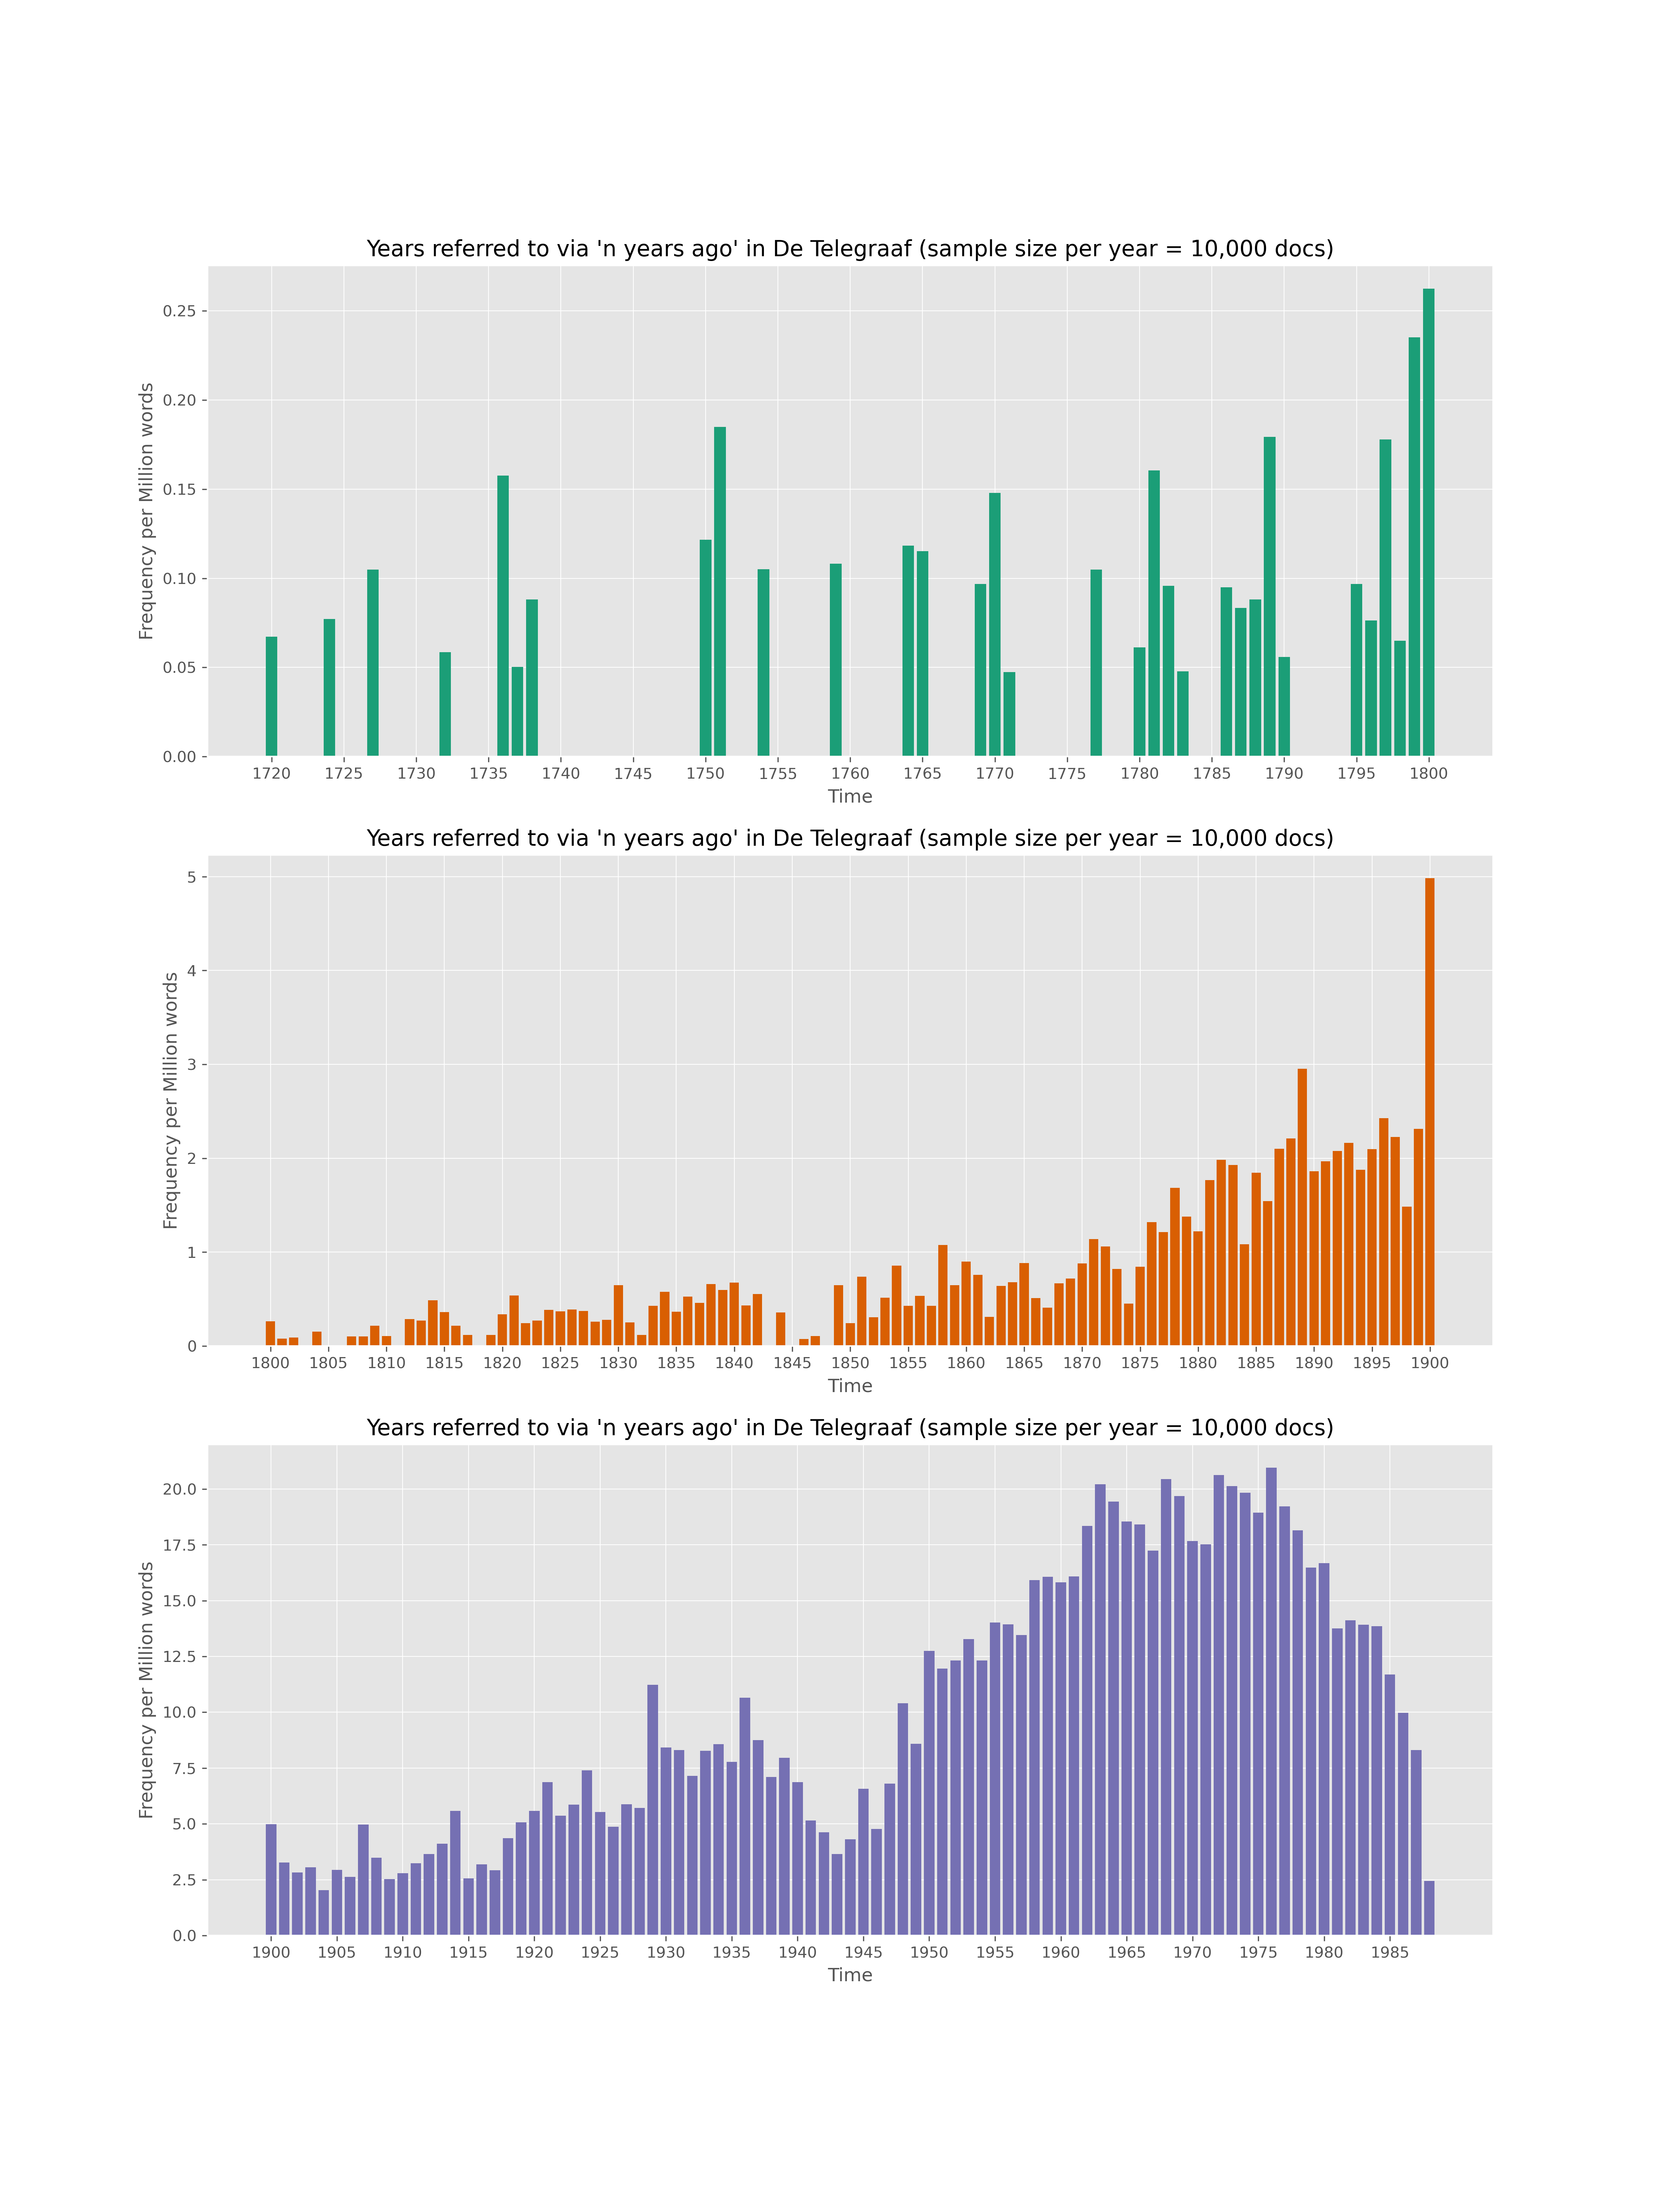 Years referred to via 'n years ago' in De Telegraaf (sample size per year = 10,000 docs)
Frequency per Million words
0.25
0.20
0.15
0.10
0.05
0.00
1720 1725 1730 1735 1740 1745 1750 1755 1760 1765 1770 1775 1780 1785 1790 1795 1800
Time
Years referred to via 'n years ago' in De Telegraaf (sample size per year = 10,000 docs)
Frequency per Million words
5
4
3
2
1
0
1800 1805 1810 1815 1820 1825 1830 1835 1840 1845 1850 1855 1860 1865 1870 1875 1880 1885 1890 1895 1900
Time
Years referred to via 'n years ago' in De Telegraaf (sample size per year = 10,000 docs)
Frequency per Million words
20.0
17.5
15.0
12.5
10.0
7.5
5.0
2.5
0.0
1900 1905 1910 1915 1920 1925 1930 1935 1940 1945 1950 1955 1960 1965 1970 1975 1980 1985
Time